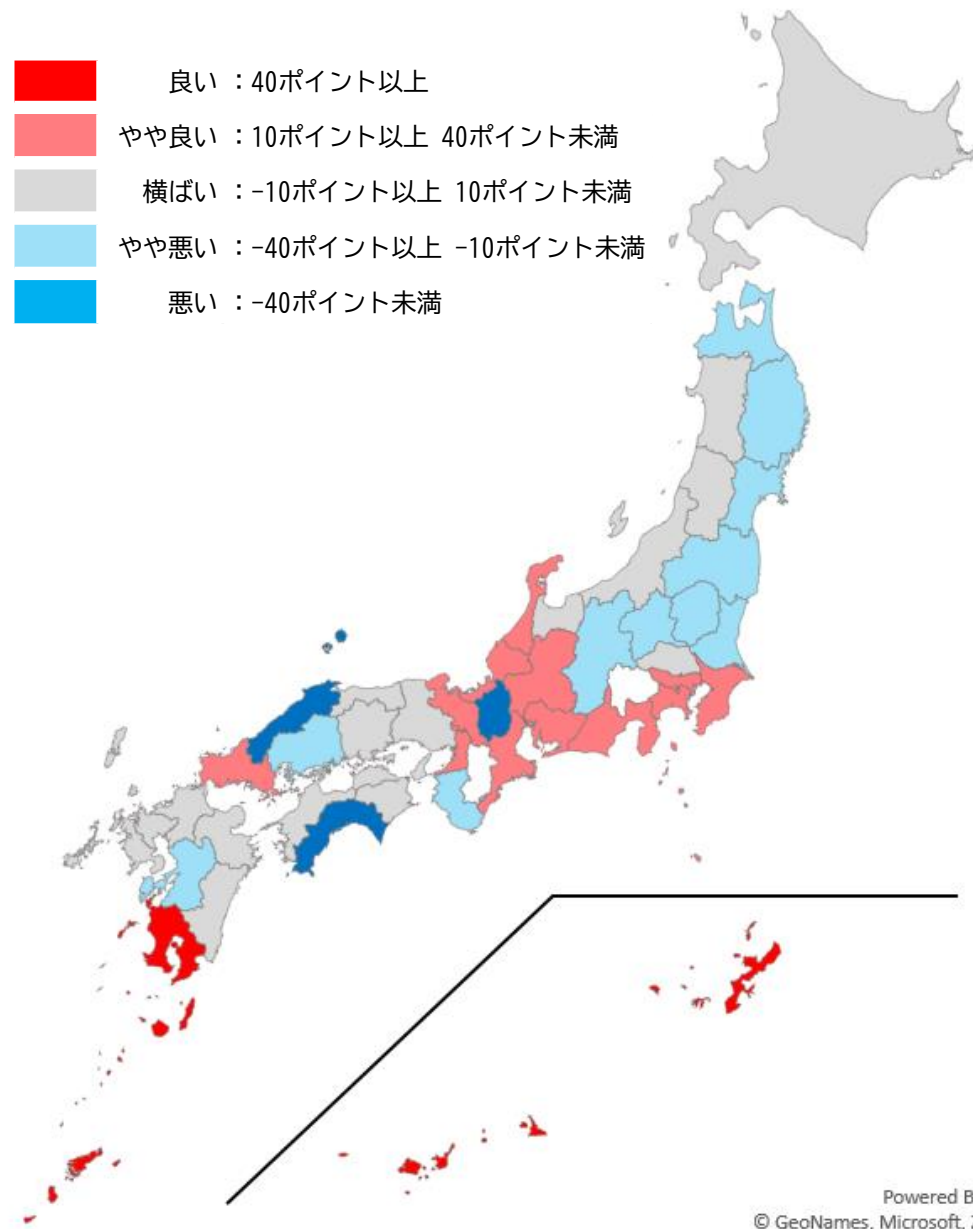 良い ：40ポイント以上
やや良い ：10ポイント以上 40ポイント未満
横ばい ：-10ポイント以上 10ポイント未満
やや悪い ：-40ポイント以上 -10ポイント未満
悪い ：-40ポイント未満
Powered B
© GeoNames, Microsoft,